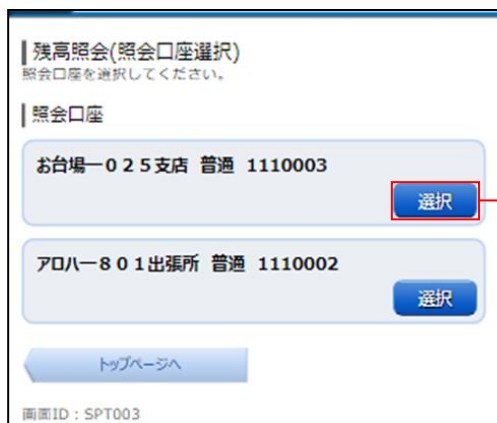 残高照会(照会口座選択)
照会口座を選択してください。
照会口座
お台場一０２５支店 普通 1110003
選択
アロハ一８０１出張所 普通 1110002
選択
トップページへ
画面ID：SPT003